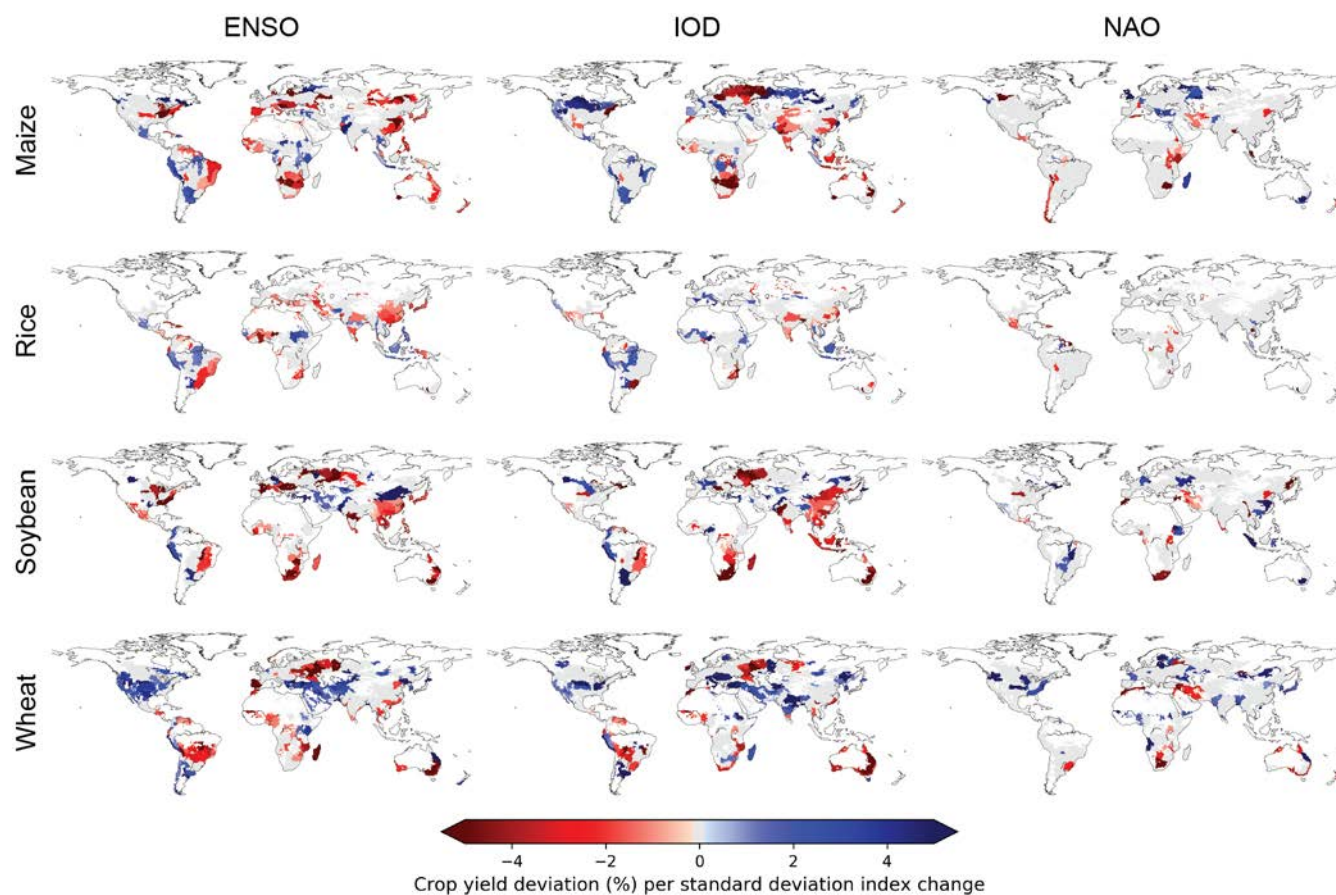 ENSO IOD NAO
Maize
Rice
Soybean
Wheat
−4 −2 0 2 4
Crop yield deviation (%) per standard deviation index change